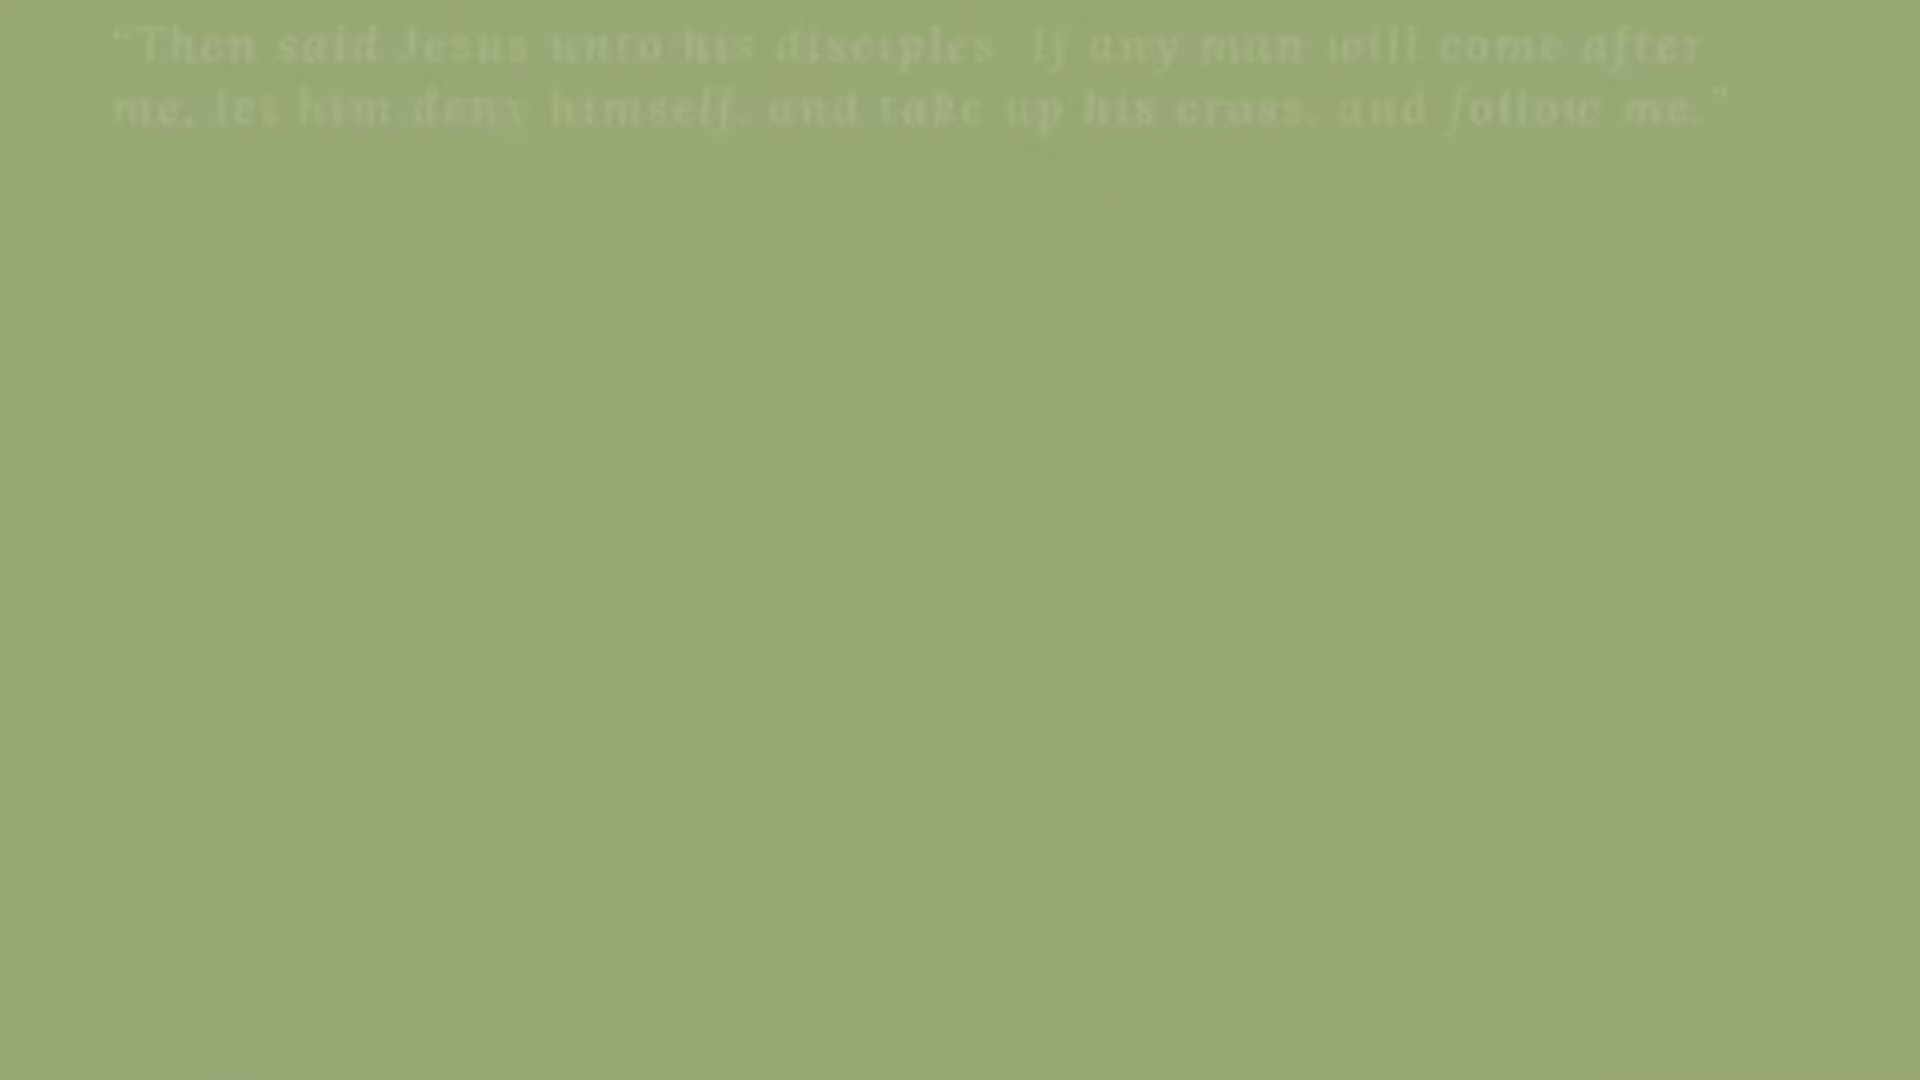 "Then said Jesus unto his disciples If any man will come after
me, let him deny himself, and take up his cross, and follow me."